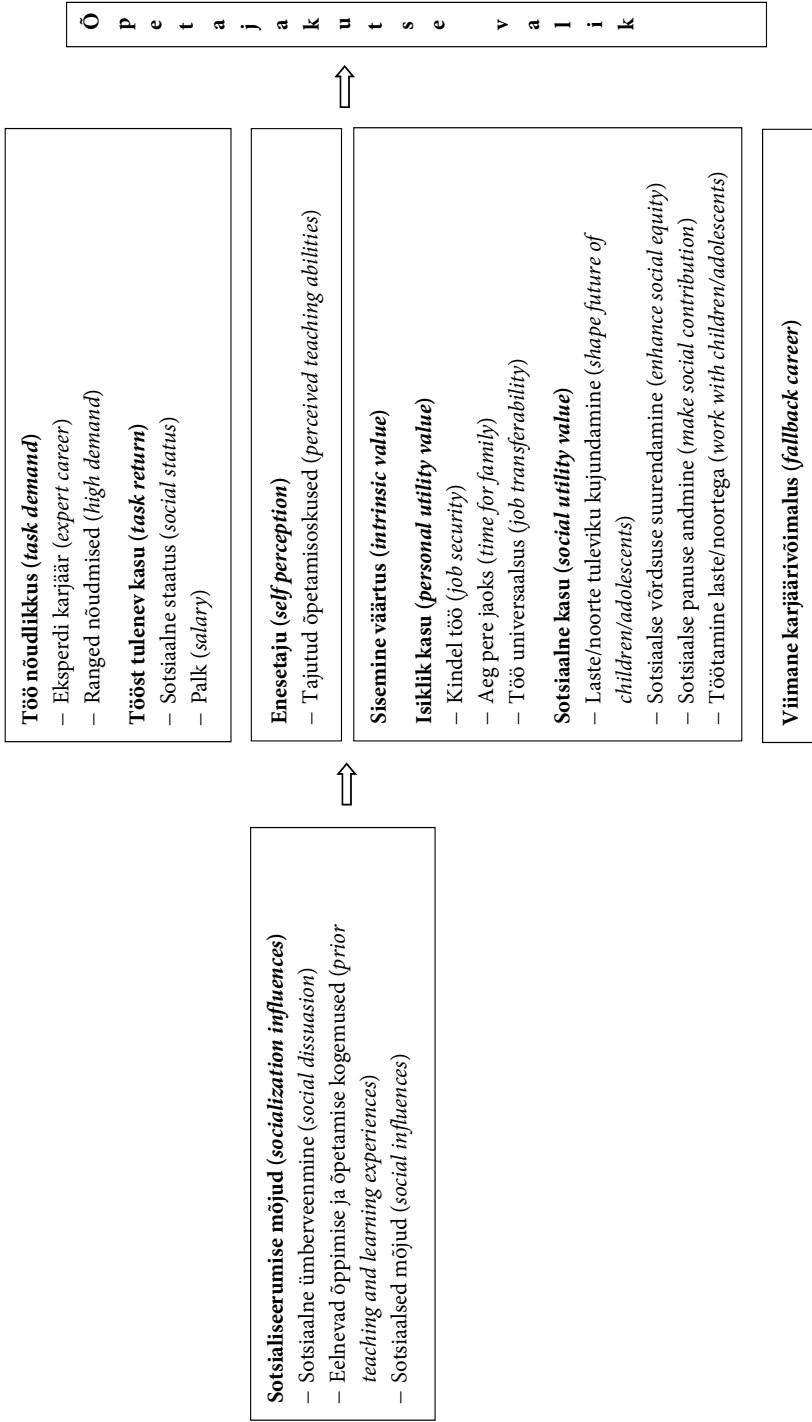 Sotsialiseerumise mõjud (socialization influences)
– Sotsiaalne ümberveenmine (social dissuasion)
– Eelnevad õppimise ja õpetamise kogemused (prior
teaching and learning experiences)
– Sotsiaalsed mõjud (social influences)
Töö nõudlikkus (task demand)
– Eksperdi karjäär (expert career)
– Ranged nõudmised (high demand)
Tööst tulenev kasu (task return)
– Sotsiaalne staatus (social status)
– Palk (salary)
Enesetaju (self perception)
– Tajutud õpetamisoskused (perceived teaching abilities)
Sisemine väärtus (intrinsic value)
Isiklik kasu (personal utility value)
– Kindel töö (job security)
– Aeg pere jaoks (time for family)
– Töö universaalsus (job transferability)
Sotsiaalne kasu (social utility value)
– Laste/noorte tuleviku kujundamine (shape future of
children/adolescents)
– Sotsiaalse võrdsuse suurendamine (enhance social equity)
– Sotsiaalse panuse andmine (make social contribution)
– Töötamine laste/noortega (work with children/adolescents)
Viimane karjäärivõimalus (fallback career)
Õpetajakutse valik